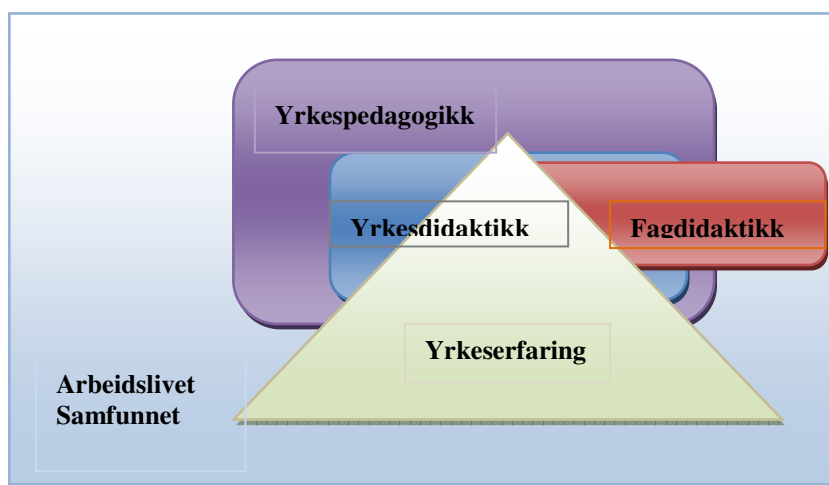 Yrkespedagogikk
Yrkesdidaktikk
Fagdidaktikk
Yrkeserfaring
Arbeidslivet
Samfunnet